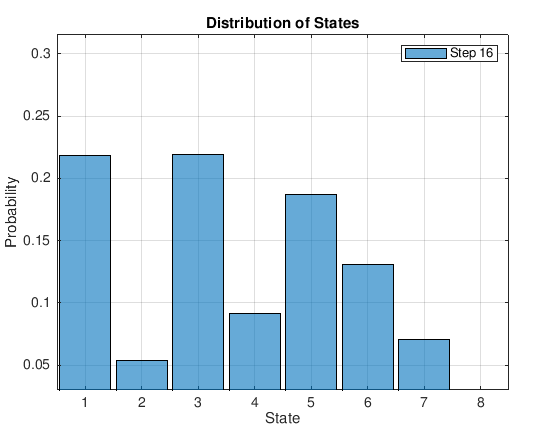 Distribution of States
Step 16
0.3
0.25
0.2
0.15
0.1
0.05
Probability
1 2 3 4 5 6 7 8
State